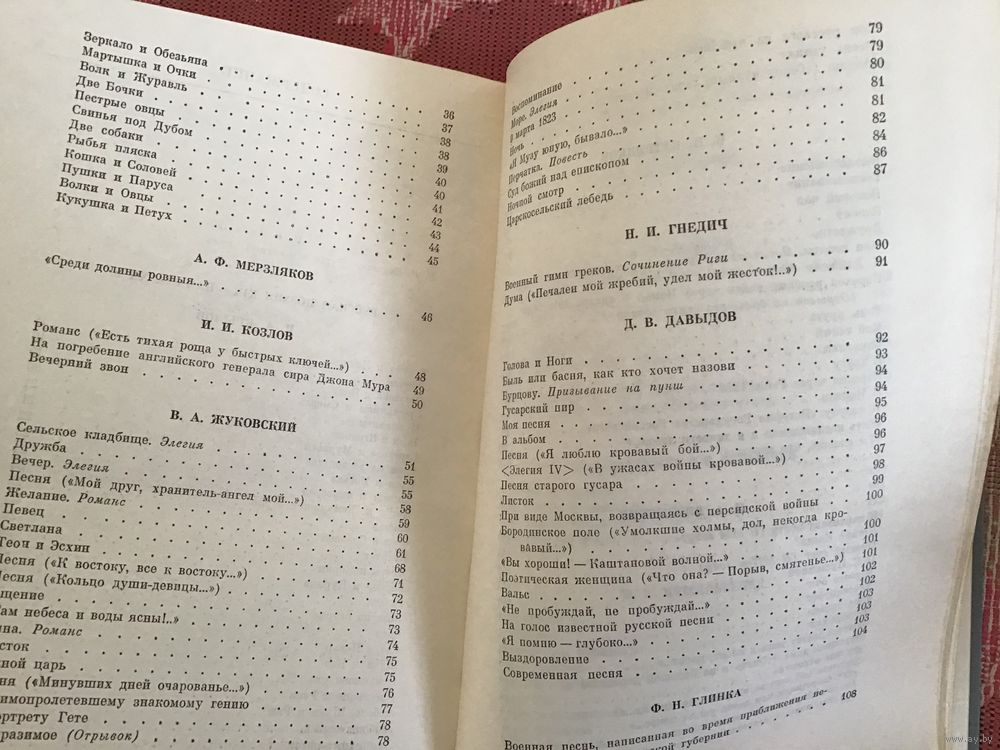 Зеркало и Обезьяна . . . 36
Мартышка и Очки . . . 37
Волк и Журавль . . . 38
Две Бочки . . . 38
Пестрые овцы . . . 39
Свинья под Дубом . . . 40
Две собаки . . . 40
Рыбья пляска . . . 41
Кошка и Соловей . . . 42
Пушки и Паруса . . . 43
Волки и Овцы . . . 44
Кукушка и Петух . . . 45
А. Ф. МЕРЗЛЯКОВ
«Среди долины ровныя...» . . . 46
И. И. КОЗЛОВ
Романс («Есть тихая роща у быстрых ключей...») . . . 48
На погребение английского генерала сира Джона Мура 49
Вечерний звон . . . 50
В. А. ЖУКОВСКИЙ
Сельское кладбище. Элегия . . . 51
Дружба . . . 55
Вечер. Элегия . . . 55
Песня («Мой друг, хранитель-ангел мой...») . . . 58
Желание. Романс . . . 59
Певец . . . 60
Светлана . . . 61
Теон и Эсхин . . . 68
Песня («К востоку, все к востоку...») . . . 71
Песня («Кольцо души-девицы...») . . . 72
щение . . . 73
Там небеса и воды ясны!..» . . . 73
на. Романс . . . 74
сток . . . 75
ной царь . . . 75
ня («Минувших дней очарованье...») . . . 76
имопролетевшему знакомому гению . . . 77
ортрету Гете . . . 78
разимое (Отрывок) . . . 78
Воспоминание . . . 79
Море. Элегия . . . 79
9 марта 1823 . . . 80
Ночь . . . 81
«Я Музу юную, бывало...» . . . 81
Перчатка. Повесть . . . 82
Суд божий над епископом . . . 84
Ночной смотр . . . 86
Царскосельский лебедь . . . 87
Н. И. ГНЕДИЧ
Военный гимн греков. Сочинение Риги . . . 90
Дума («Печален мой жребий, удел мой жесток!..») . . . 91
Д. В. ДАВЫДОВ
Голова и Ноги . . . 92
Быль или басня, как кто хочет назови . . . 93
Бурцову. Призывание на пунш . . . 94
Гусарский пир . . . 94
Моя песня . . . 95
В альбом . . . 96
Песня («Я люблю кровавый бой...») . . . 96
<Элегия IV> («В ужасах войны кровавой...») . . . 97
Песня старого гусара . . . 98
Листок . . . 99
При виде Москвы, возвращаясь с персидской войны 100
Бородинское поле («Умолкшие холмы, дол, некогда кро-
вавый...») . . . 100
«Вы хороши! — Каштановой волной...» . . . 101
Поэтическая женщина («Что она? — Порыв, смятенье...») 101
Вальс . . . 102
«Не пробуждай, не пробуждай...» . . . 102
На голос известной русской песни . . . 103
«Я помню — глубоко...» . . . 103
Выздоровление . . . 103
Современная песня . . . 104
Ф. Н. ГЛИНКА
Военная песнь, написанная во время приближения не-
ской губернии . . . 108
www.ay.by